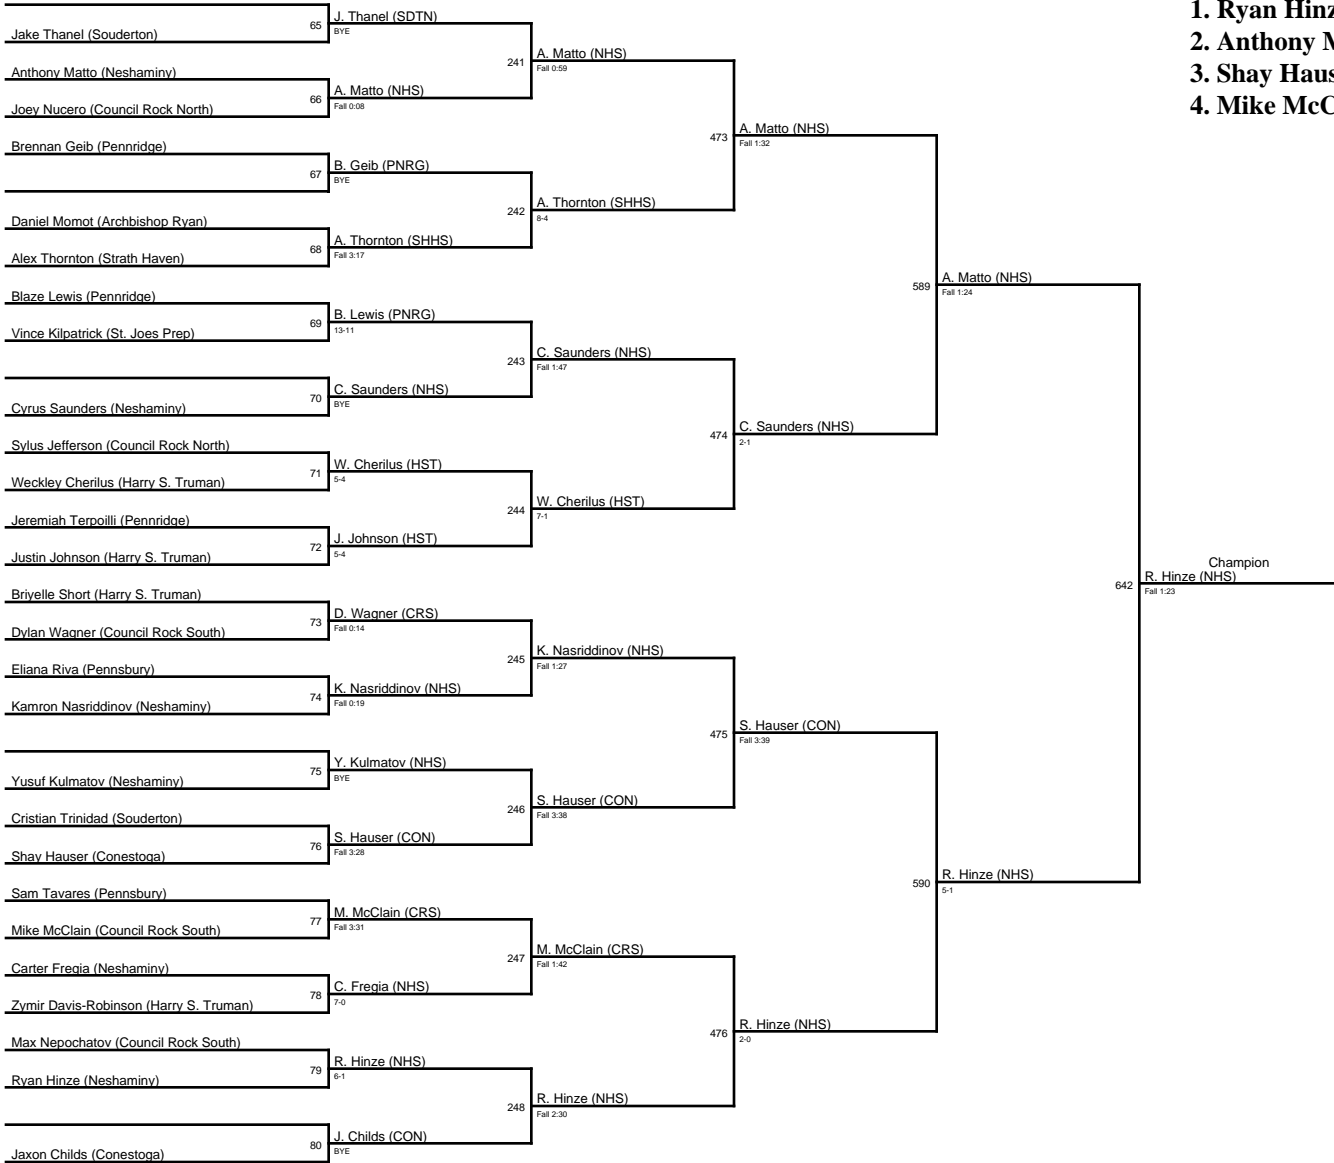 1. Ryan Hinz
2. Anthony
3. Shay Haus
4. Mike McC
Jake Thanel (Souderton)
65
J. Thanel (SDTN)
BYE
Anthony Matto (Neshaminy)
Joey Nucero (Council Rock North)
66
A. Matto (NHS)
Fall 0:08
241
A. Matto (NHS)
Fall 0:59
Brennan Geib (Pennridge)
67
B. Geib (PNRG)
BYE
Daniel Momot (Archbishop Ryan)
Alex Thornton (Strath Haven)
68
A. Thornton (SHHS)
Fall 3:17
242
A. Thornton (SHHS)
8-4
473
A. Matto (NHS)
Fall 1:32
Blaze Lewis (Pennridge)
Vince Kilpatrick (St. Joes Prep)
69
B. Lewis (PNRG)
13-11
Cyrus Saunders (Neshaminy)
70
C. Saunders (NHS)
BYE
243
C. Saunders (NHS)
Fall 1:47
Sylus Jefferson (Council Rock North)
Weckley Cherilus (Harry S. Truman)
71
W. Cherilus (HST)
5-4
Jeremiah Terpoilli (Pennridge)
Justin Johnson (Harry S. Truman)
72
J. Johnson (HST)
5-4
244
W. Cherilus (HST)
7-1
474
C. Saunders (NHS)
2-1
589
A. Matto (NHS)
Fall 1:24
Briyelle Short (Harry S. Truman)
Dylan Wagner (Council Rock South)
73
D. Wagner (CRS)
Fall 0:14
Eliana Riva (Pennsbury)
Kamron Nasriddinov (Neshaminy)
74
K. Nasriddinov (NHS)
Fall 0:19
245
K. Nasriddinov (NHS)
Fall 1:27
Yusuf Kulmatov (Neshaminy)
75
Y. Kulmatov (NHS)
BYE
Cristian Trinidad (Souderton)
Shay Hauser (Conestoga)
76
S. Hauser (CON)
Fall 3:28
246
S. Hauser (CON)
Fall 3:38
475
S. Hauser (CON)
Fall 3:39
Sam Tavares (Pennsbury)
Mike McClain (Council Rock South)
77
M. McClain (CRS)
Fall 3:31
Carter Fregia (Neshaminy)
Zymir Davis-Robinson (Harry S. Truman)
78
C. Fregia (NHS)
7-0
247
M. McClain (CRS)
Fall 1:42
Max Nepochatov (Council Rock South)
Ryan Hinze (Neshaminy)
79
R. Hinze (NHS)
6-1
Jaxon Childs (Conestoga)
80
J. Childs (CON)
BYE
248
R. Hinze (NHS)
Fall 2:30
476
R. Hinze (NHS)
2-0
590
R. Hinze (NHS)
5-1
642
Champion
R. Hinze (NHS)
Fall 1:23